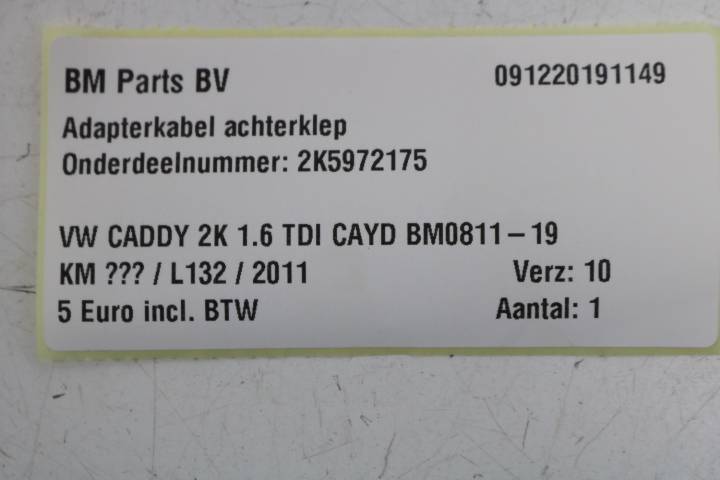 BM Parts BV 091220191149
Adapterkabel achterklep
Onderdeelnummer: 2K5972175
VW CADDY 2K 1.6 TDI CAYD BM0811-19
KM ??? / L132 / 2011 Verz: 10
5 Euro incl. BTW Aantal: 1